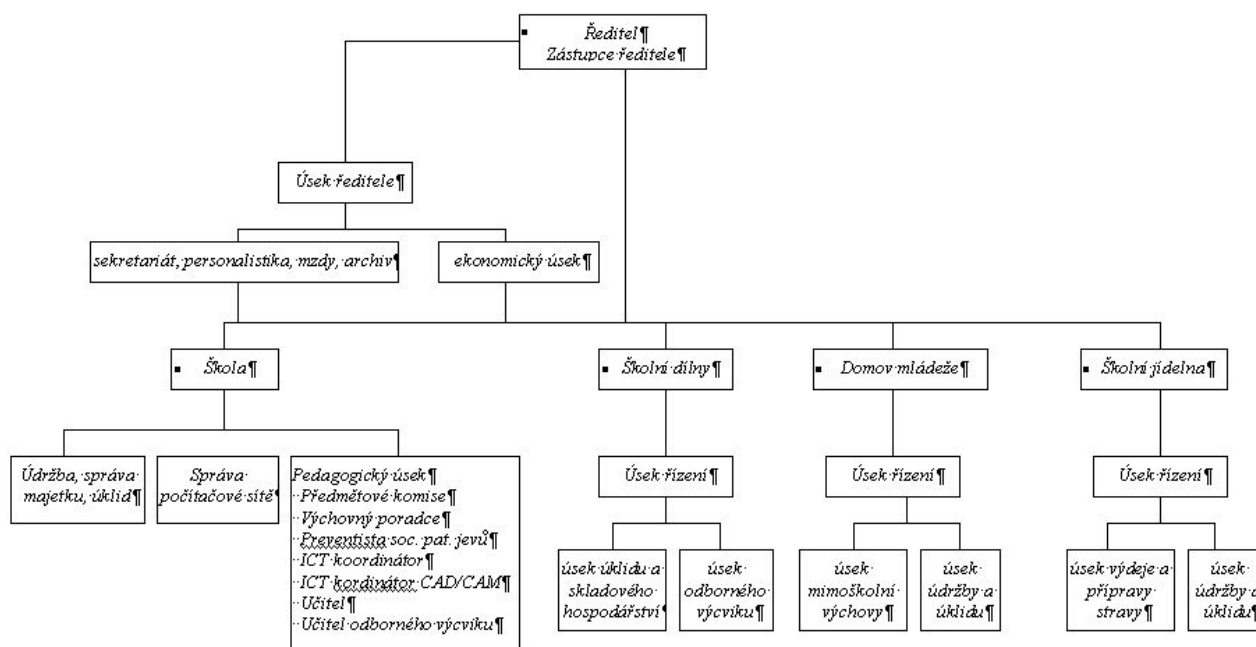 Ředitel¶
Zástupce·ředitele¶
Úsek·ředitele¶
sekretariát,·personalistika,·mzdy,·archiv¶
ekonomický·úsek¶
Škola¶
Školní·dílny¶
Domov·mládeže¶
Školní·jídelna¶
Údržba,·správa·
majetku,·úklid¶
Správa·
počítačové·sítě¶
Pedagogický·úsek¶
··Předmětové·komise¶
··Výchovný·poradce¶
··Preventista·soc.·pat.·jevů¶
··ICT·koordinátor¶
··ICT·kordinátor·CAD/CAM¶
··Učitel¶
··Učitel·odborného·výcviku¶
Úsek·řízení¶
úsek·úklidu·a·
skladového·
hospodářství¶
úsek·
odborného·
výcviku¶
Úsek·řízení¶
úsek·
mimoškolní·
výchovy¶
úsek·
údržby·a·
úklidu¶
Úsek·řízení¶
úsek·výdeje·a·
přípravy·
stravy¶
úsek·
údržby·a·
úklidu¶